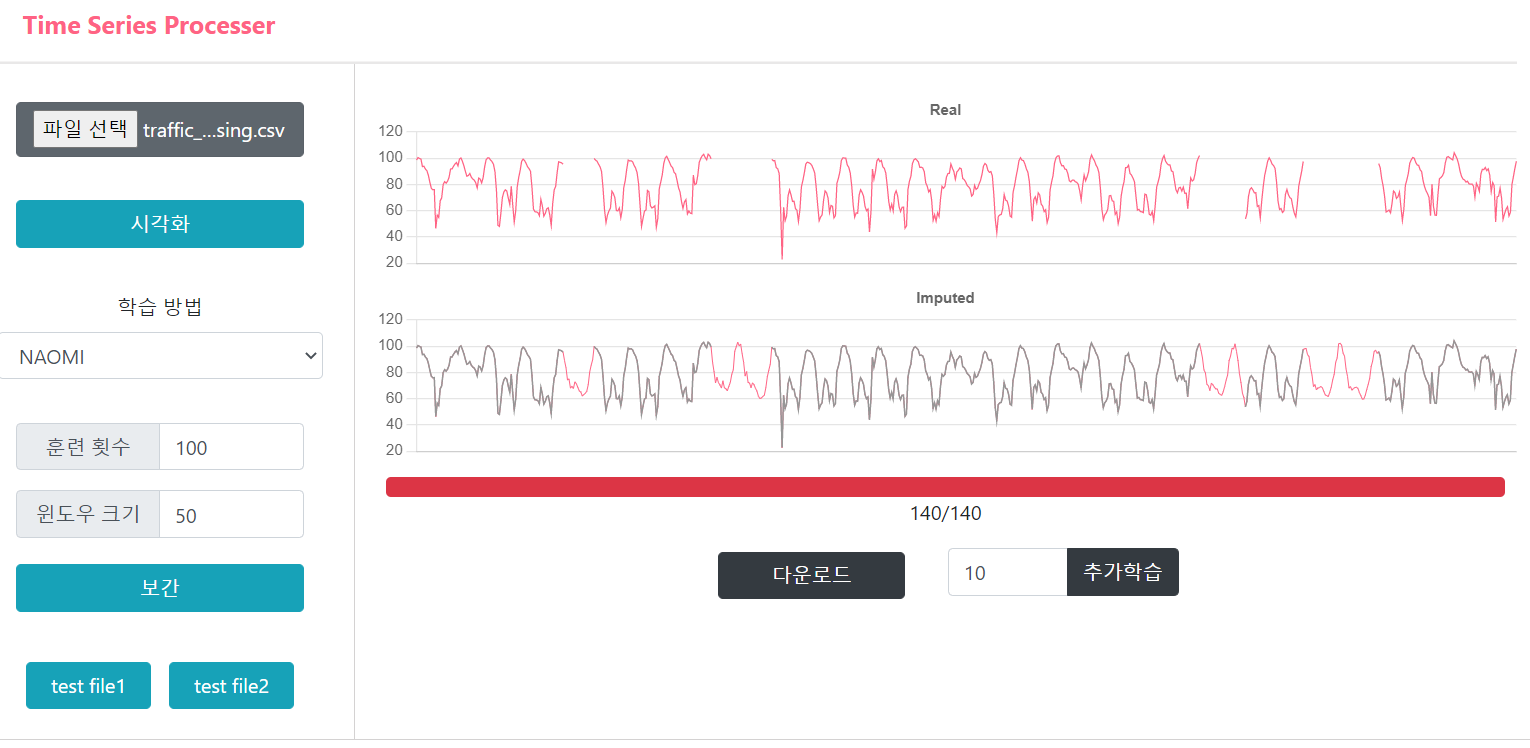 Time Series Processer
파일 선택 traffic_...sing.csv
시각화
학습 방법
NAOMI
훈련 횟수 100
윈도우 크기 50
보간
test file1 test file2
Real
120
100
80
60
40
20
Imputed
120
100
80
60
40
20
140/140
다운로드 10 추가학습